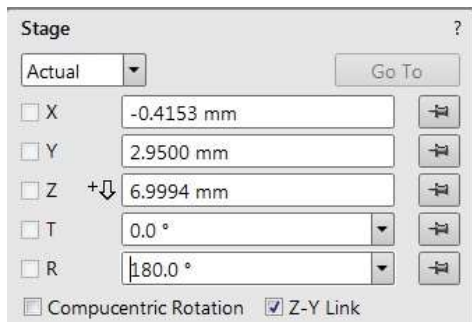 Stage ?
Actual Go To
X -0.4153 mm
Y 2.9500 mm
Z + 6.9994 mm
T 0.0 °
R 180.0 °
Compucentric Rotation Z-Y Link